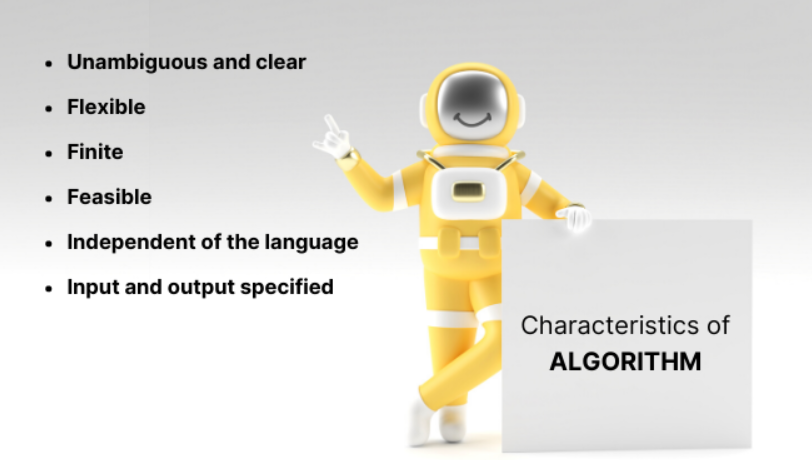 • Unambiguous and clear
• Flexible
• Finite
• Feasible
• Independent of the language
• Input and output specified
Characteristics of
ALGORITHM